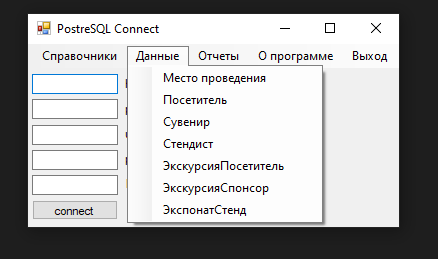 PostreSQL Connect
Справочники Данные Отчеты О программе Выход
Место проведения
Посетитель
Сувенир
Стендист
ЭкскурсияПосетитель
ЭкскурсияСпонсор
ЭкспонатСтенд
connect